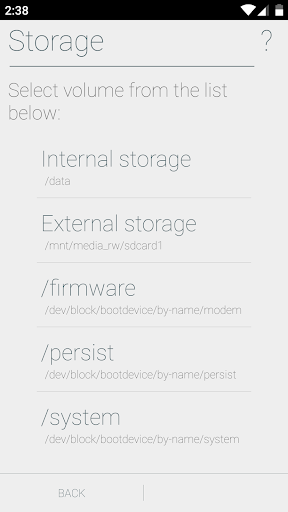 2:38
Storage ?
Select volume from the list
below:
Internal storage
/data
External storage
/mnt/media_rw/sdcard1
/firmware
/dev/block/bootdevice/by-name/modem
/persist
/dev/block/bootdevice/by-name/persist
/system
/dev/block/bootdevice/by-name/system
BACK